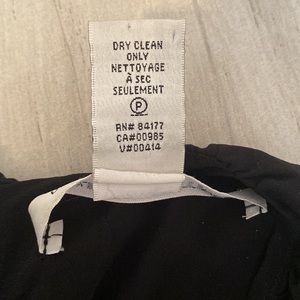 DRY CLEAN
ONLY
NETTOYAGE
À SEC
SEULEMENT
P
RN# 84177
CA#00985
V#00414